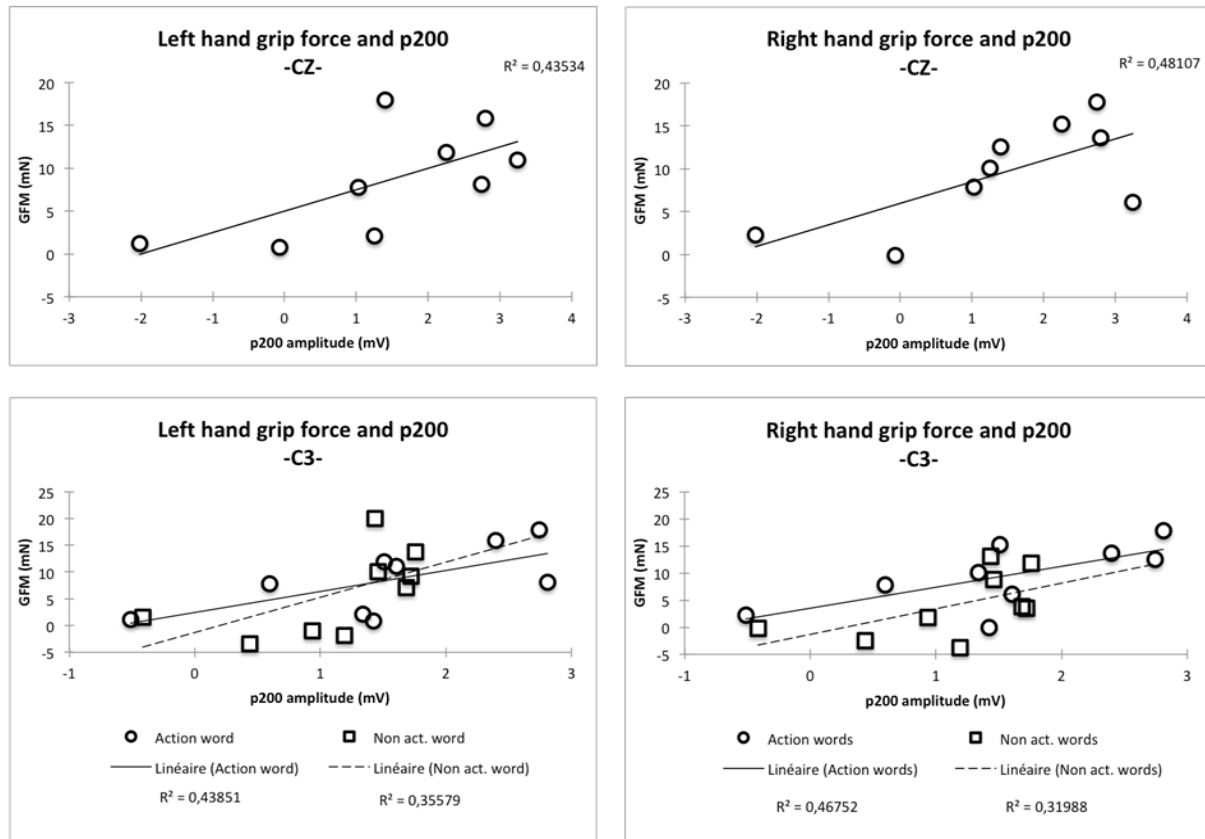 Left hand grip force and p200
-CZ-
R² = 0,43534
20
15
10
5
0
-5
GFM (mN)
-3 -2 -1 0 1 2 3 4
p200 amplitude (mV)
Right hand grip force and p200
-CZ-
R² = 0,48107
20
15
10
5
0
-5
GFM (mN)
-3 -2 -1 0 1 2 3 4
p200 amplitude (mV)
Left hand grip force and p200
-C3-
25
20
15
10
5
0
-5
GFM (mN)
-1 0 1 2 3
p200 amplitude (mV)
Action word Non act. word
Linéaire (Action word) Linéaire (Non act. word)
R² = 0,43851 R² = 0,35579
Right hand grip force and p200
-C3-
25
20
15
10
5
0
-5
GFM (mN)
-1 0 1 2 3
p200 amplitude (mV)
Action words Non act. words
Linéaire (Action words) Linéaire (Non act. words)
R² = 0,46752 R² = 0,31988